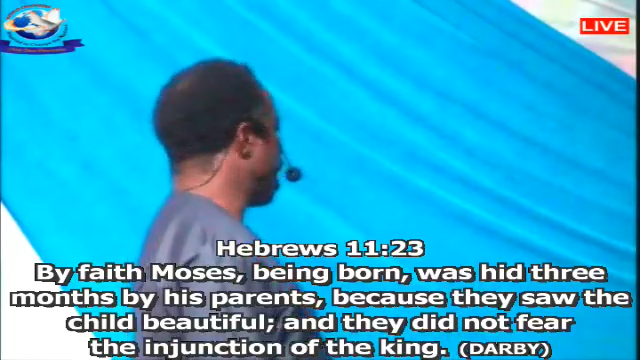 LIVE
Hebrews 11:23
By faith Moses, being born, was hid three
months by his parents, because they saw the
child beautiful; and they did not fear
the injunction of the king. (DARBY)